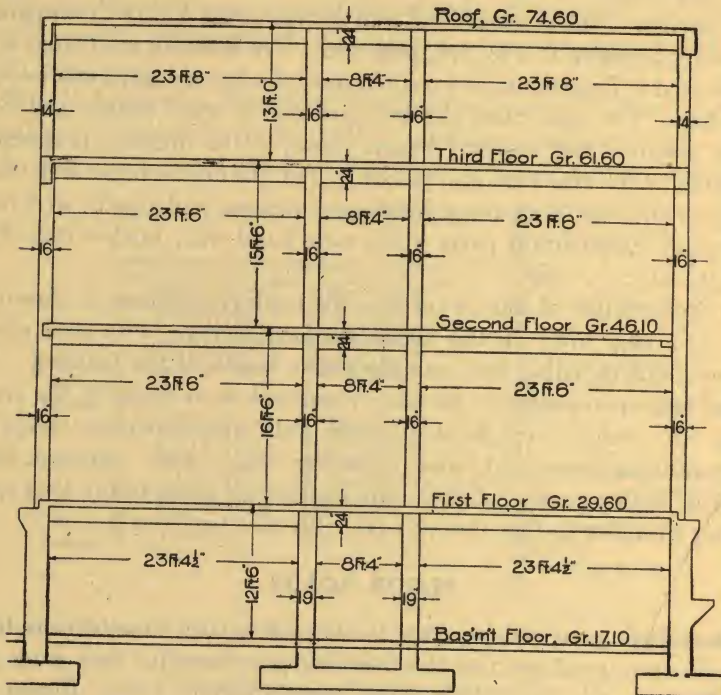 Roof, Gr. 74.60
24"
23 ft. 8" 8 ft. 4" 23 ft. 8"
13 ft. 0"
14" 16" 16" 14"
Third Floor Gr. 61.60
24"
23 ft. 6" 8 ft. 4" 23 ft. 8"
15 ft. 6"
16" 16" 16" 16"
Second Floor Gr. 46.10
24"
23 ft. 6" 8 ft. 4" 23 ft. 6"
16 ft. 6"
16" 16" 16" 16"
First Floor Gr. 29.60
24"
23 ft. 4½" 8 ft. 4" 23 ft. 4½"
12 ft. 6"
19" 19"
Bas'm't Floor, Gr. 17.10